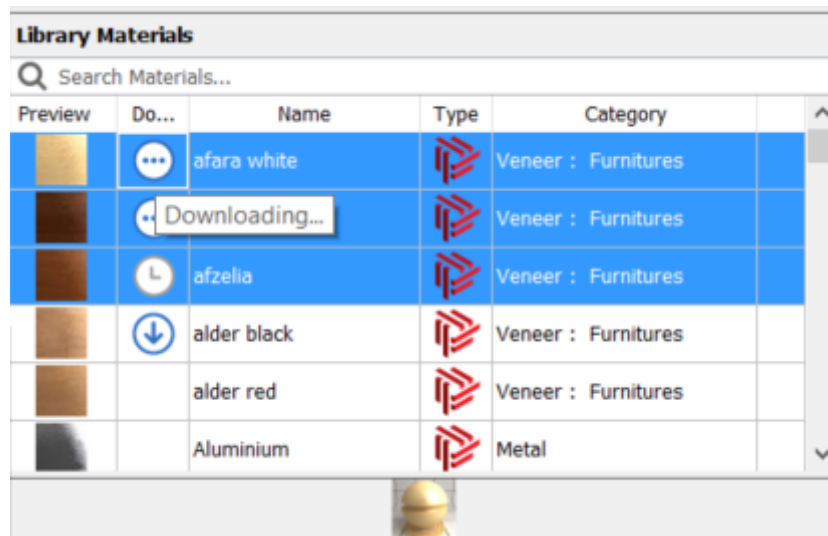 Library Materials
Search Materials...
Preview Do... Name Type Category
afara white Veneer : Furnitures
Downloading... Veneer : Furnitures
afzelia Veneer : Furnitures
alder black Veneer : Furnitures
alder red Veneer : Furnitures
Aluminium Metal